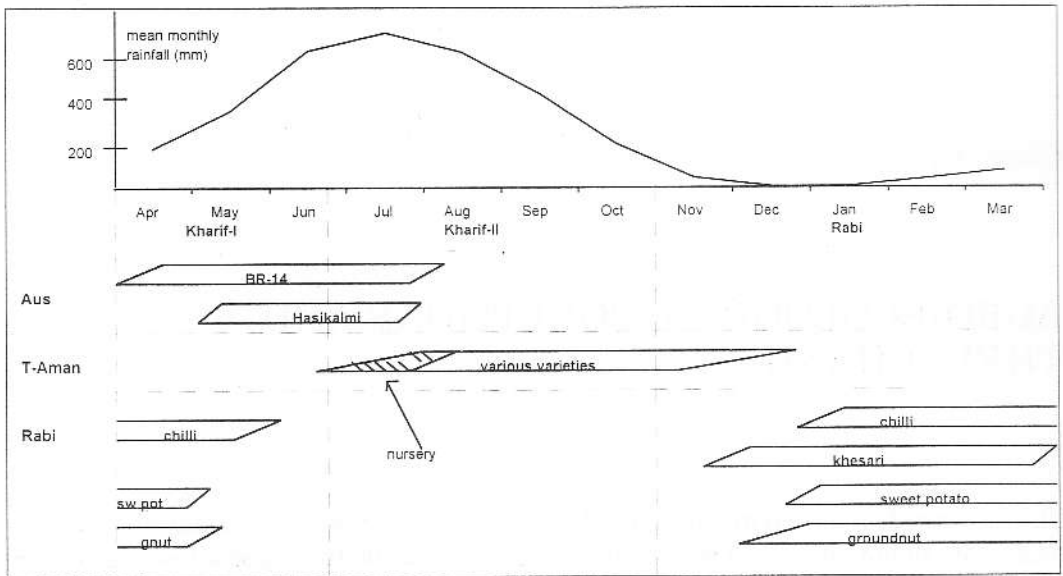 mean monthly
rainfall (mm)
600
400
200
Apr May Jun Jul Aug Sep Oct Nov Dec Jan Feb Mar
Kharif-I Kharif-II Rabi
BR-14
Aus
Hasikalmi
T-Aman various varieties
Rabi chilli chilli
nursery khesari
sw pot sweet potato
gnut groundnut